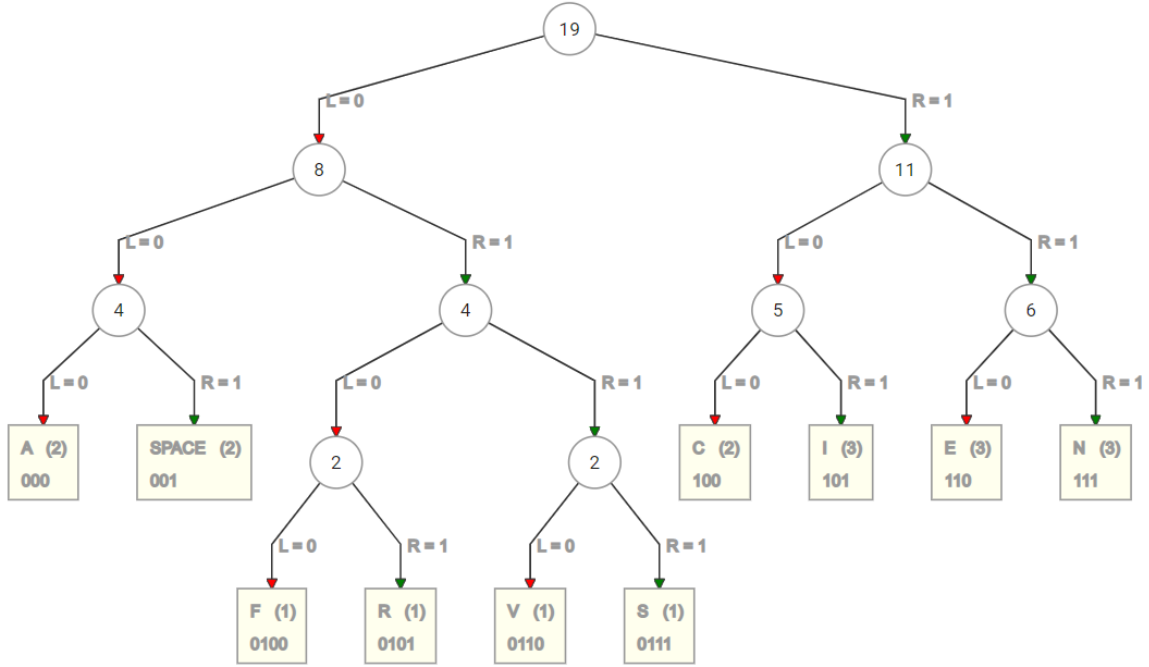 19
L = 0
R = 1
8
11
L = 0
R = 1
L = 0
R = 1
4
4
5
6
L = 0
R = 1
L = 0
R = 1
L = 0
R = 1
L = 0
R = 1
A (2)
000
SPACE (2)
001
2
2
C (2)
100
I (3)
101
E (3)
110
N (3)
111
L = 0
R = 1
L = 0
R = 1
F (1)
0100
R (1)
0101
V (1)
0110
S (1)
0111